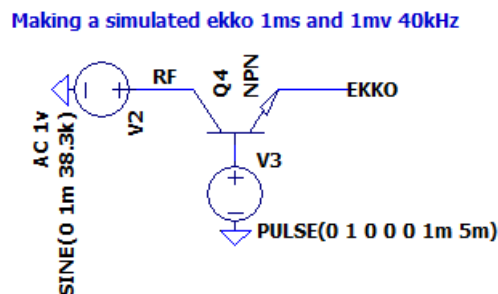 Making a simulated ekko 1ms and 1mv 40kHz
RF
Q4
NPN
EKKO
AC 1v
SINE(0 1m 38.3k)
V2
V3
PULSE(0 1 0 0 0 1m 5m)